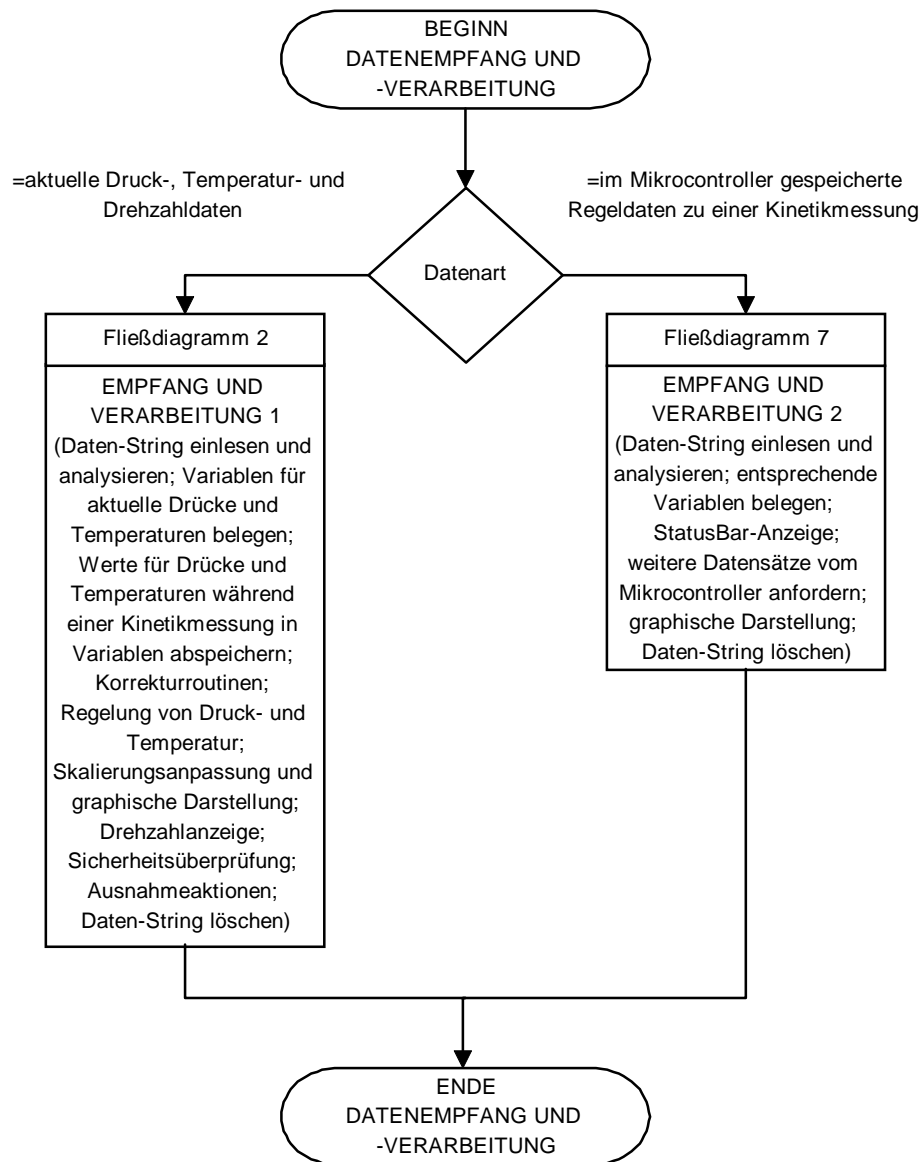 BEGINN
DATENEMPFANG UND
-VERARBEITUNG
=aktuelle Druck-, Temperatur- und
Drehzahldaten
=im Mikrocontroller gespeicherte
Regeldaten zu einer Kinetikmessung
Datenart
Fließdiagramm 2
EMPFANG UND
VERARBEITUNG 1
(Daten-String einlesen und
analysieren; Variablen für
aktuelle Drücke und
Temperaturen belegen;
Werte für Drücke und
Temperaturen während
einer Kinetikmessung in
Variablen abspeichern;
Korrekturroutinen;
Regelung von Druck- und
Temperatur;
Skalierungsanpassung und
graphische Darstellung;
Drehzahlanzeige;
Sicherheitsüberprüfung;
Ausnahmeaktionen;
Daten-String löschen)
Fließdiagramm 7
EMPFANG UND
VERARBEITUNG 2
(Daten-String einlesen und
analysieren; entsprechende
Variablen belegen;
StatusBar-Anzeige;
weitere Datensätze vom
Mikrocontroller anfordern;
graphische Darstellung;
Daten-String löschen)
ENDE
DATENEMPFANG UND
-VERARBEITUNG